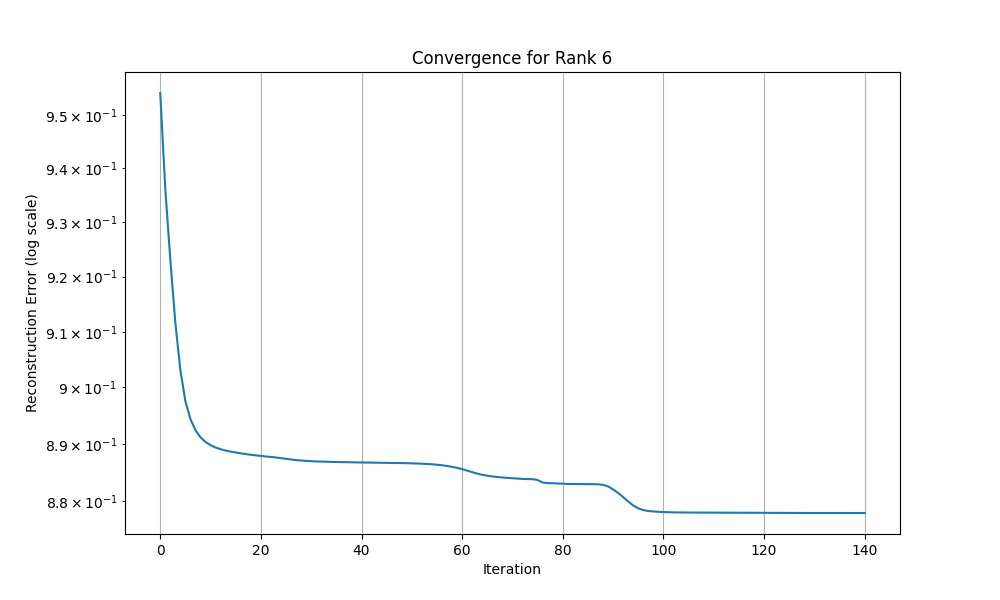 Convergence for Rank 6
Reconstruction Error (log scale)
9.5 × 10⁻¹
9.4 × 10⁻¹
9.3 × 10⁻¹
9.2 × 10⁻¹
9.1 × 10⁻¹
9 × 10⁻¹
8.9 × 10⁻¹
8.8 × 10⁻¹
0 20 40 60 80 100 120 140
Iteration